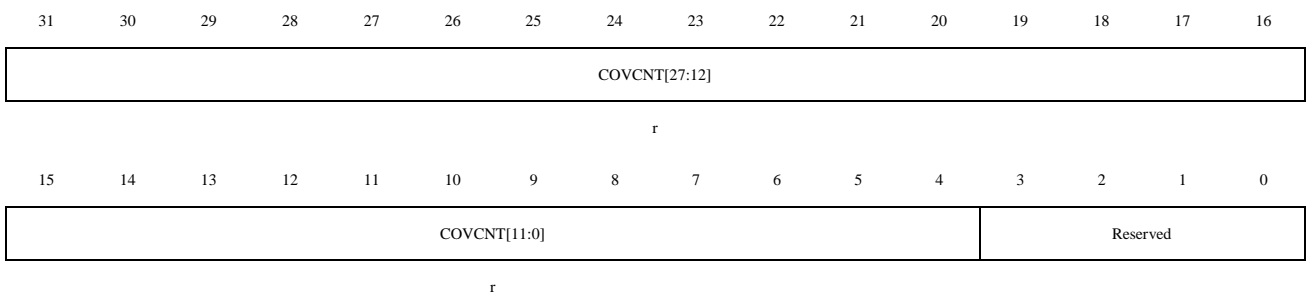 31 30 29 28 27 26 25 24 23 22 21 20 19 18 17 16
COVCNT[27:12]
r
15 14 13 12 11 10 9 8 7 6 5 4 3 2 1 0
COVCNT[11:0] Reserved
r